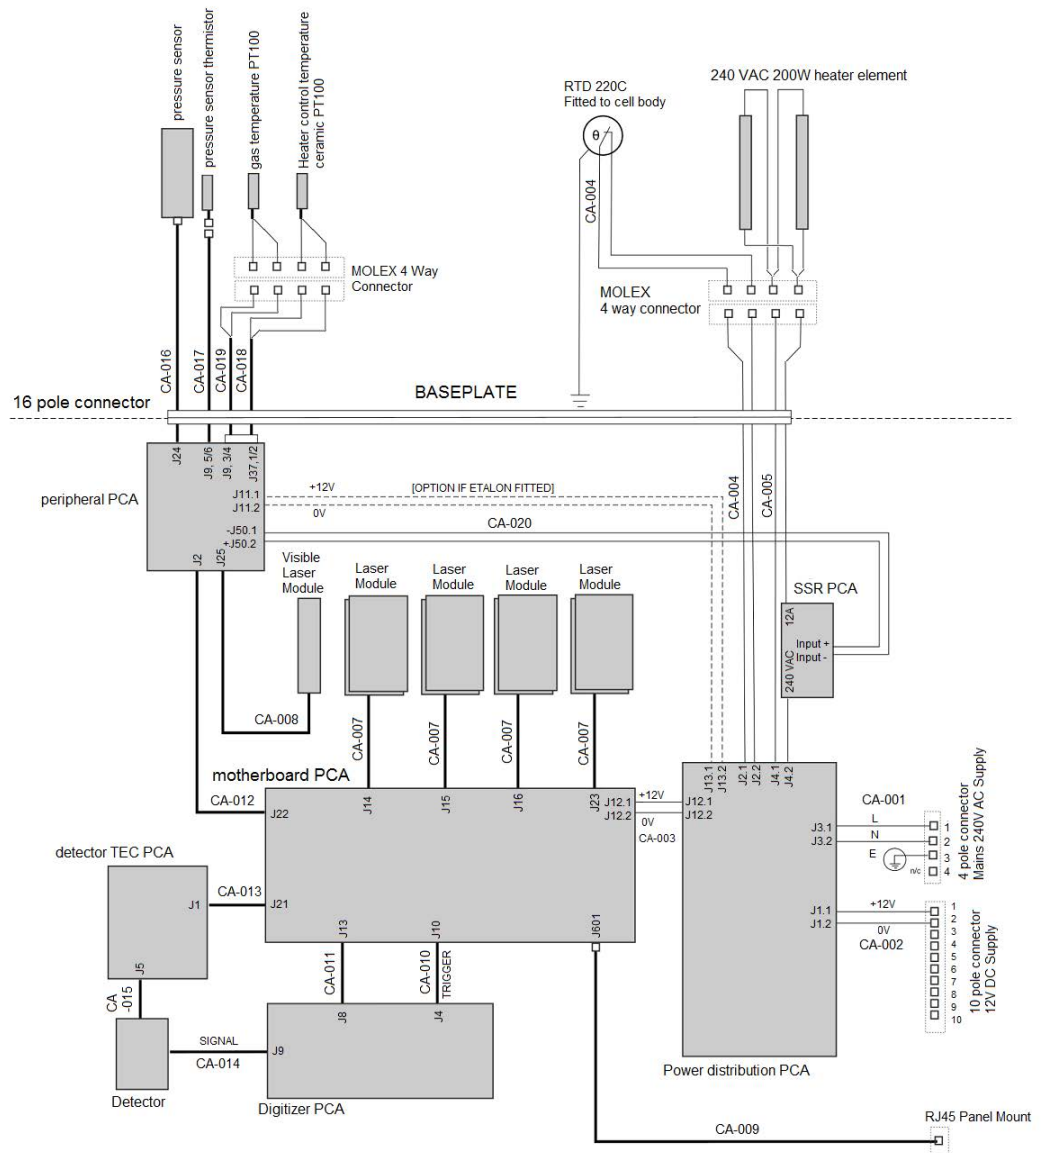 pressure sensor
pressure sensor thermistor
gas temperature PT100
Heater control temperature
ceramic PT100
RTD 220C
Fitted to cell body
θ
240 VAC 200W heater element
CA-004
MOLEX 4 Way
Connector
MOLEX
4 way connector
CA-016
CA-017
CA-019
CA-018
16 pole connector
BASEPLATE
J24
J9, 5/6
J9, 3/4
J37,1/2
peripheral PCA
J11.1
J11.2
+12V
[OPTION IF ETALON FITTED]
0V
-J50.1
+J50.2
CA-020
J2
J25
CA-004
CA-005
Visible
Laser
Module
Laser
Module
Laser
Module
Laser
Module
Laser
Module
SSR PCA
12A
Input +
Input -
240 VAC
CA-008
CA-007
CA-007
CA-007
CA-007
motherboard PCA
CA-012
J22
J14
J15
J16
J23
J12.1
J12.2
+12V
0V
CA-003
J13.1
J13.2
J2.1
J2.2
J4.1
J4.2
J12.1
J12.2
CA-001
L
N
E
n/c
J3.1
J3.2
1
2
3
4
4 pole connector
Mains 240V AC Supply
detector TEC PCA
CA-013
J1
J21
J5
J13
J10
J601
J1.1
J1.2
+12V
0V
CA-002
1
2
3
4
5
6
7
8
9
10
10 pole connector
12V DC Supply
CA
-015
CA-011
CA-010
TRIGGER
J8
J4
SIGNAL
CA-014
J9
Detector
Digitizer PCA
Power distribution PCA
CA-009
RJ45 Panel Mount